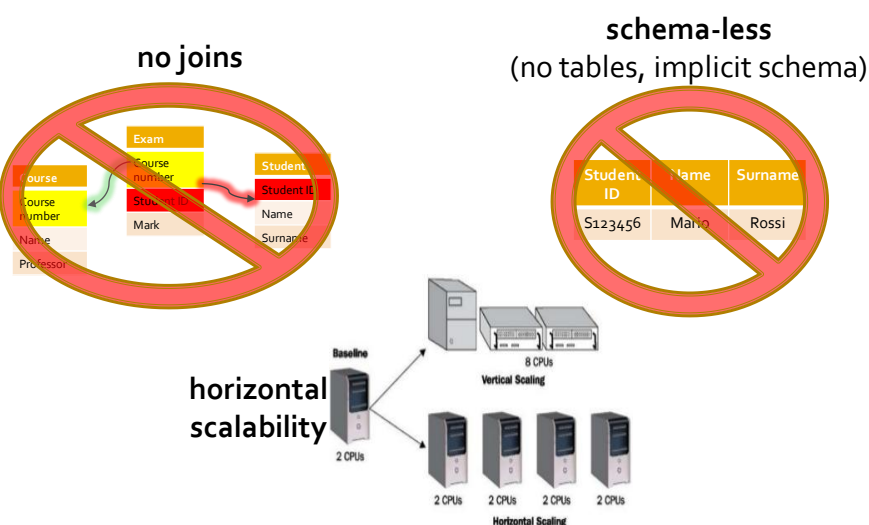 no joins
Course
Course
number
Name
Professor
Exam
Course
number
Student ID
Mark
Student
Student ID
Name
Surname
schema-less
(no tables, implicit schema)
Student
ID
Name
Surname
S123456
Mario
Rossi
horizontal
scalability
Baseline
2 CPUs
8 CPUs
Vertical Scaling
2 CPUs
2 CPUs
2 CPUs
2 CPUs
Horizontal Scaling